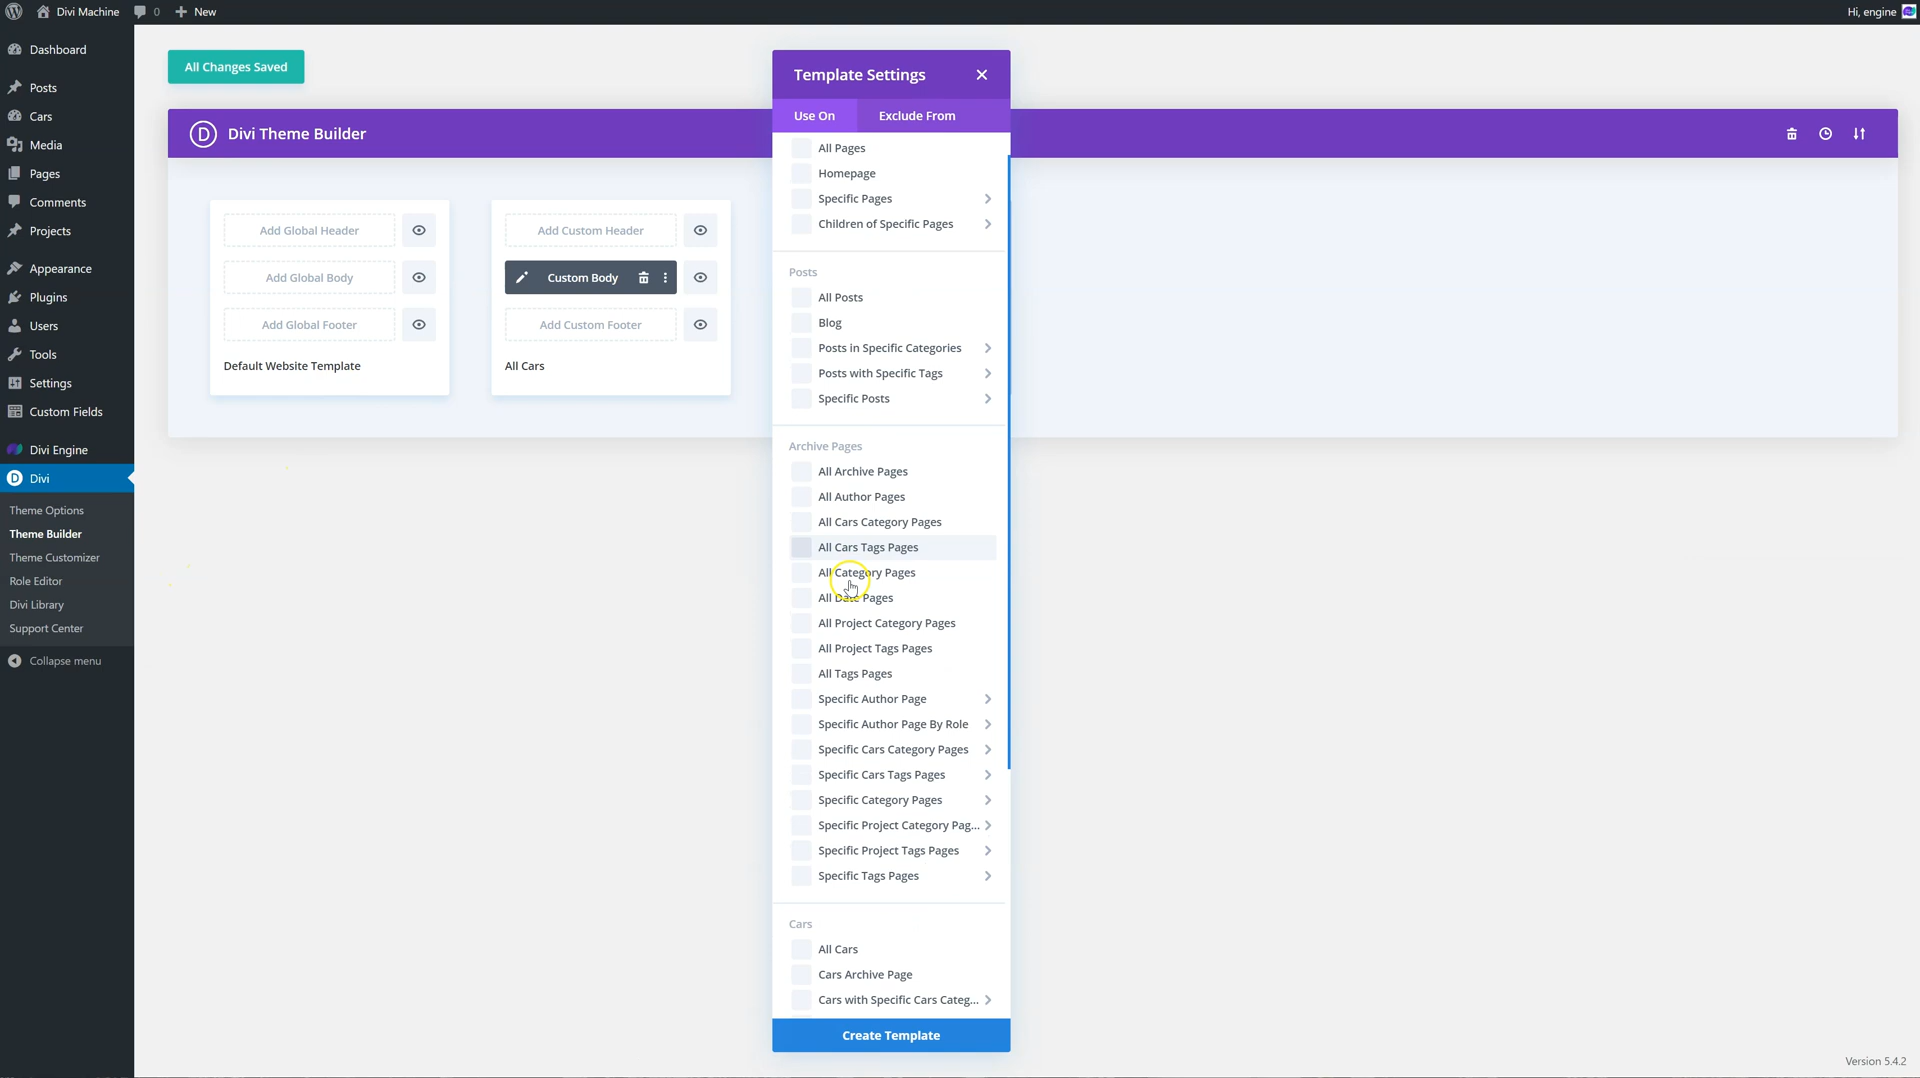 Divi Machine
0
New
Hi, engine
Dashboard
Posts
Cars
Media
Pages
Comments
Projects
Appearance
Plugins
Users
Tools
Settings
Custom Fields
Divi Engine
Divi
Theme Options
Theme Builder
Theme Customizer
Role Editor
Divi Library
Support Center
Collapse menu
All Changes Saved
D Divi Theme Builder
Add Global Header
Add Global Body
Add Global Footer
Default Website Template
Add Custom Header
Custom Body
Add Custom Footer
All Cars
Template Settings
Use On
Exclude From
All Pages
Homepage
Specific Pages
Children of Specific Pages
Posts
All Posts
Blog
Posts in Specific Categories
Posts with Specific Tags
Specific Posts
Archive Pages
All Archive Pages
All Author Pages
All Cars Category Pages
All Cars Tags Pages
All Category Pages
All Date Pages
All Project Category Pages
All Project Tags Pages
All Tags Pages
Specific Author Page
Specific Author Page By Role
Specific Cars Category Pages
Specific Cars Tags Pages
Specific Category Pages
Specific Project Category Pag...
Specific Project Tags Pages
Specific Tags Pages
Cars
All Cars
Cars Archive Page
Cars with Specific Cars Categ...
Create Template
Version 5.4.2